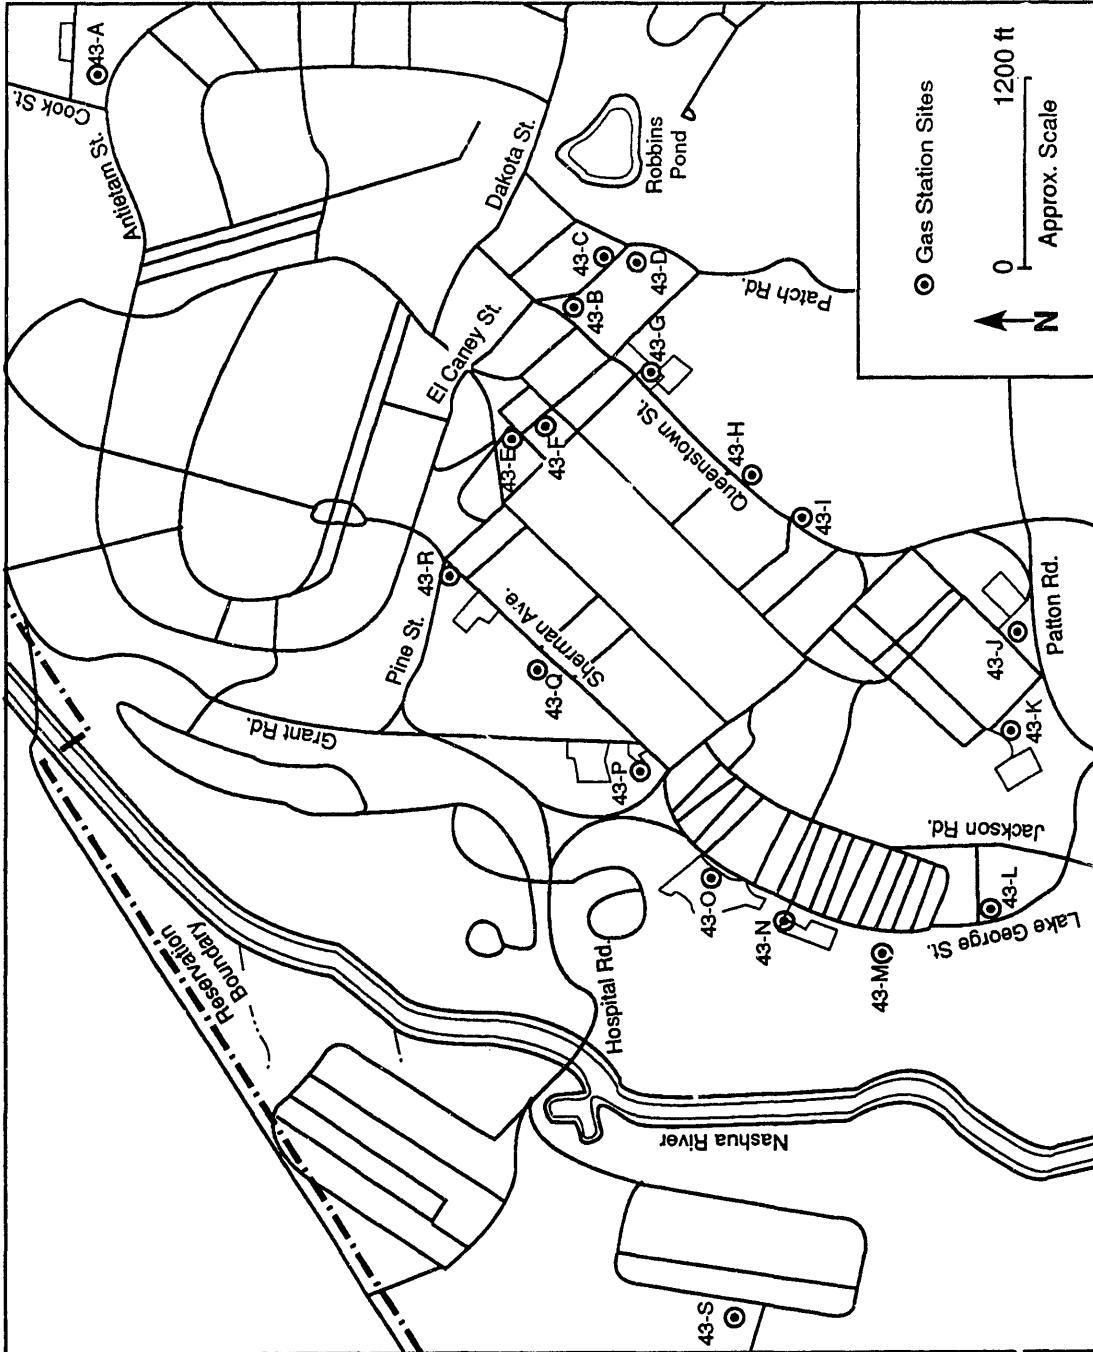 Cook St.
43-A
Antietam St.
Dakota St.
Robbins
Pond
43-C
43-D
43-B
Patch Rd.
El Caney St.
43-G
43-E
43-F
Queenstown St.
43-H
43-I
43-R
Pine St.
Sherman Ave.
43-Q
Grant Rd.
43-P
43-J
Patton Rd.
43-K
Jackson Rd.
43-O
43-L
43-N
Lake George St.
43-M
Hospital Rd.
Reservation
Boundary
Nashua River
43-S
Gas Station Sites
0 1200 ft
Approx. Scale
N